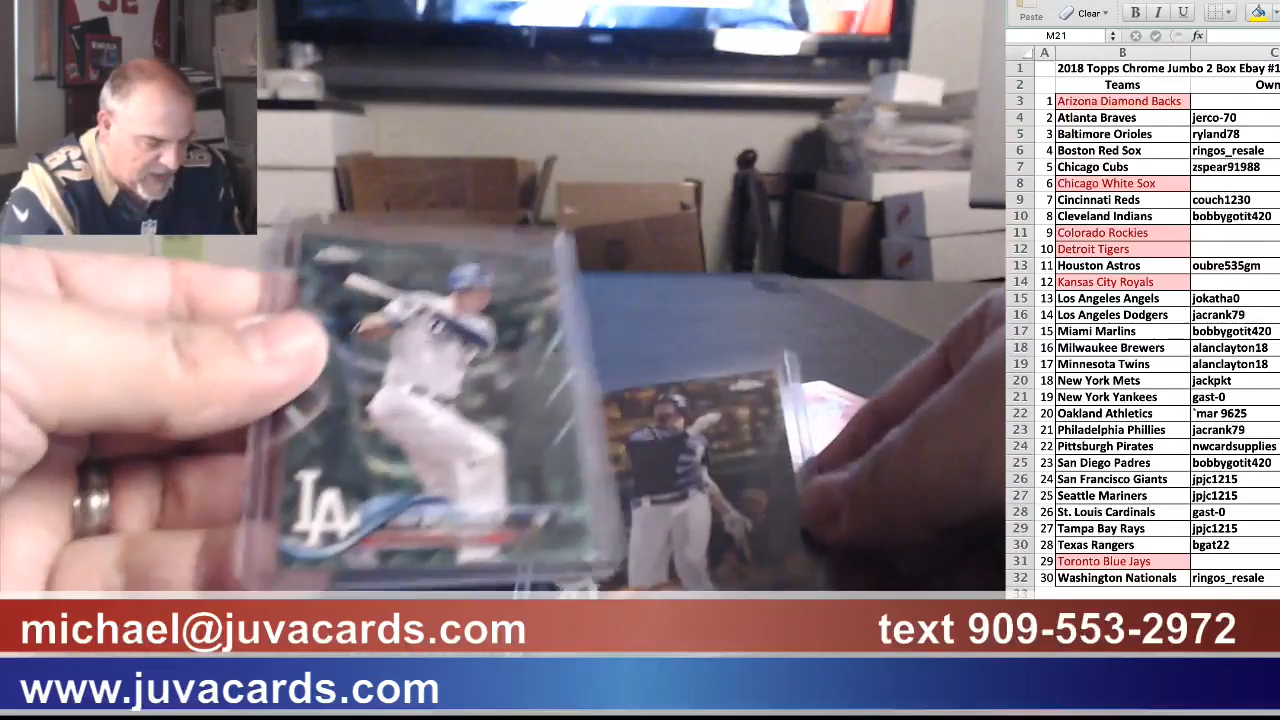 Paste
Clear
B I U
M21
fx
A B C
1 2018 Topps Chrome Jumbo 2 Box Ebay #1
2 Teams Own
3 1 Arizona Diamond Backs
4 2 Atlanta Braves jerco-70
5 3 Baltimore Orioles ryland78
6 4 Boston Red Sox ringos_resale
7 5 Chicago Cubs zspear91988
8 6 Chicago White Sox
9 7 Cincinnati Reds couch1230
10 8 Cleveland Indians bobbygotit420
11 9 Colorado Rockies
12 10 Detroit Tigers
13 11 Houston Astros oubre535gm
14 12 Kansas City Royals
15 13 Los Angeles Angels jokatha0
16 14 Los Angeles Dodgers jacrank79
17 15 Miami Marlins bobbygotit420
18 16 Milwaukee Brewers alanclayton18
19 17 Minnesota Twins alanclayton18
20 18 New York Mets jackpkt
21 19 New York Yankees gast-0
22 20 Oakland Athletics `mar 9625
23 21 Philadelphia Phillies jacrank79
24 22 Pittsburgh Pirates nwcardsupplies
25 23 San Diego Padres bobbygotit420
26 24 San Francisco Giants jpjc1215
27 25 Seattle Mariners jpjc1215
28 26 St. Louis Cardinals gast-0
29 27 Tampa Bay Rays jpjc1215
30 28 Texas Rangers bgat22
31 29 Toronto Blue Jays
32 30 Washington Nationals ringos_resale
LA
michael@juvacards.com
text 909-553-2972
www.juvacards.com